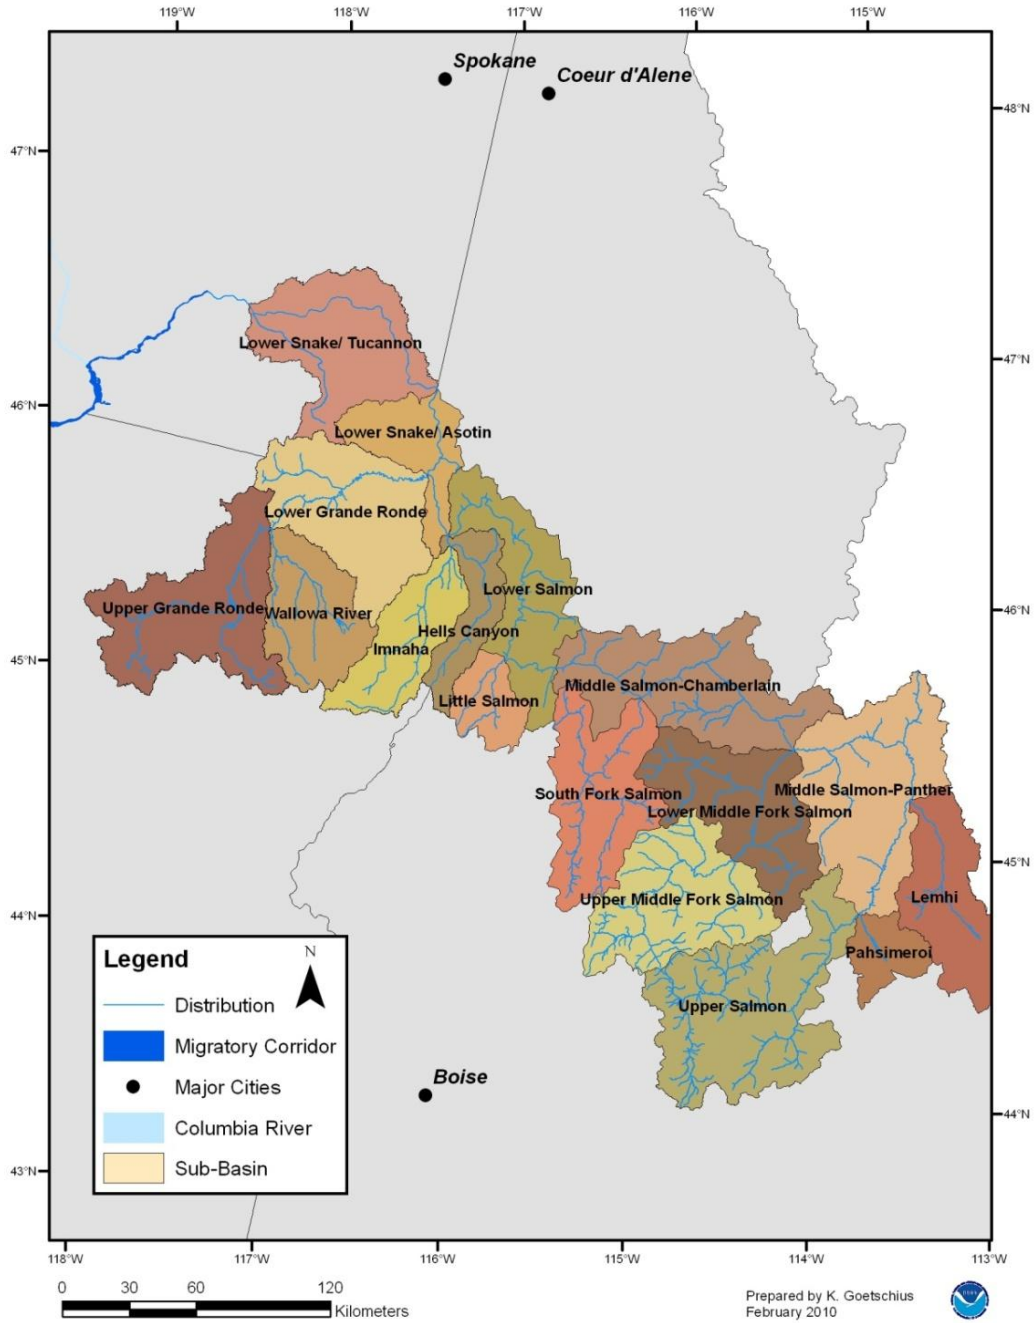 119°W 118°W 117°W 116°W 115°W
Spokane
Coeur d'Alene
48°N
47°N
Lower Snake/ Tucannon
47°N
46°N
Lower Snake/ Asotin
Lower Grande Ronde
Lower Salmon
Upper Grande Ronde
Wallowa River
46°N
Hells Canyon
Imnaha
45°N
Middle Salmon-Chamberlain
Little Salmon
Middle Salmon-Panther
South Fork Salmon
Lower Middle Fork Salmon
45°N
Upper Middle Fork Salmon
Lemhi
44°N
Pahsimeroi
Upper Salmon
Legend
N
Distribution
Migratory Corridor
Major Cities
Columbia River
Sub-Basin
Boise
44°N
43°N
118°W 117°W 116°W 115°W 114°W 113°W
0 30 60 120
Kilometers
Prepared by K. Goetschius
February 2010